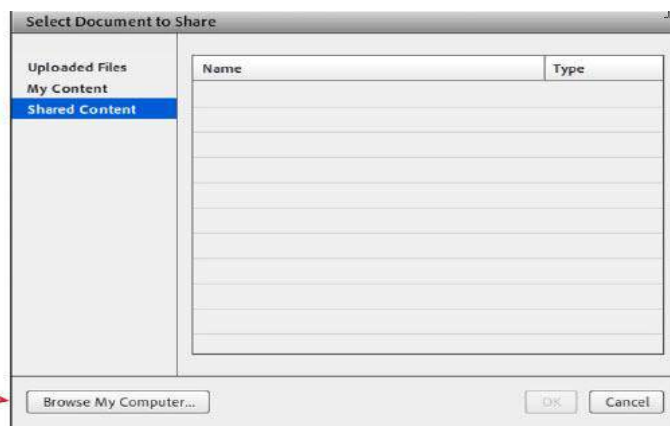 Select Document to Share
Uploaded Files
My Content
Shared Content
Name Type
Browse My Computer... OK Cancel